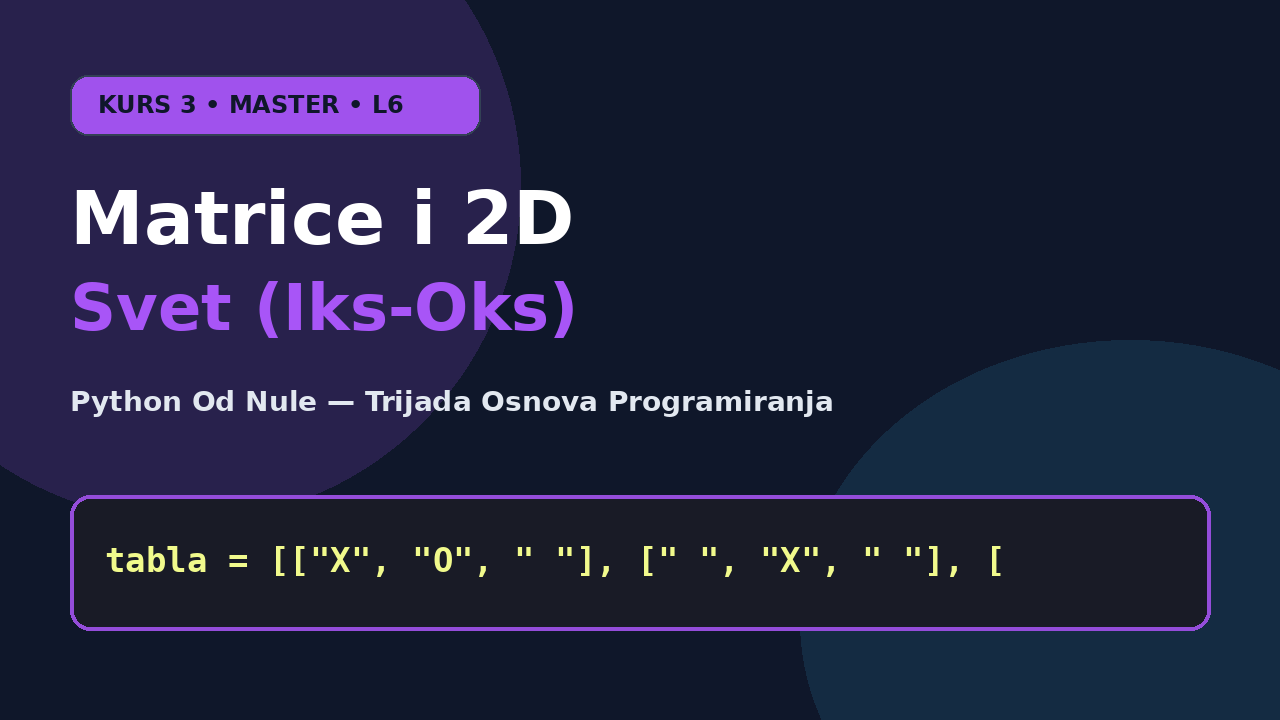 KURS 3 • MASTER • L6
Matrice i 2D
Svet (Iks-Oks)
Python Od Nule — Trijada Osnova Programiranja
tabla = [["X", "O", " "], [" ", "X", " "], [